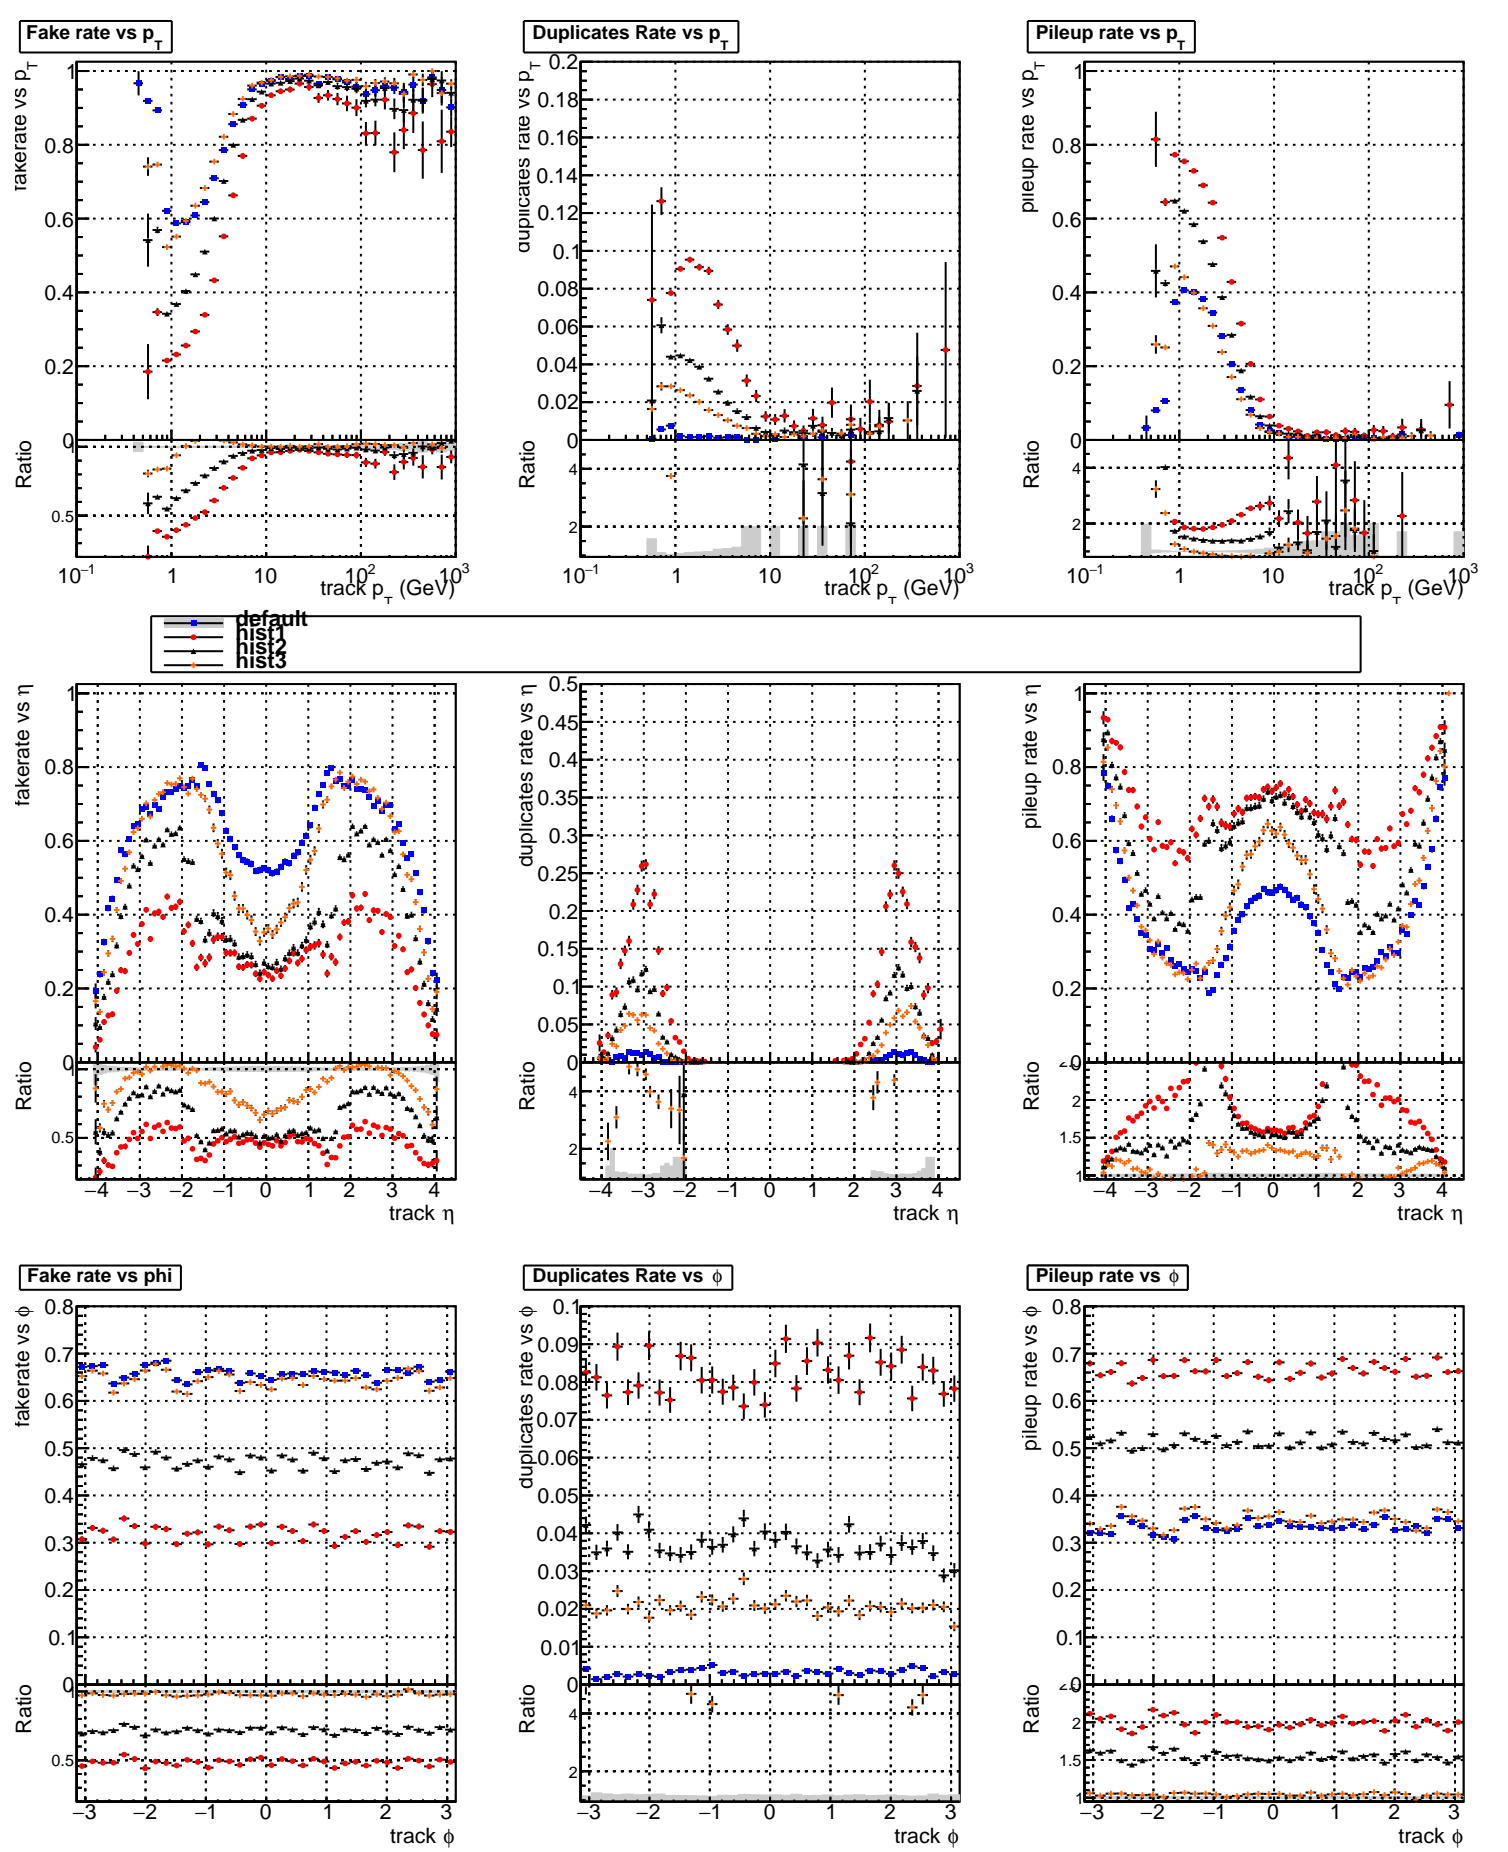 Fake rate vs p_T
Duplicates Rate vs p_T
Pileup rate vs p_T
fakerate vs p_T
1
0.8
0.6
0.4
0.2
0
Ratio
0.5
10⁻¹ 1 10 10² 10³
track p_T (GeV)
duplicates rate vs p_T
0.2
0.18
0.16
0.14
0.12
0.1
0.08
0.06
0.04
0.02
0
Ratio
4
2
10⁻¹ 1 10 10² 10³
track p_T (GeV)
pileup rate vs p_T
1
0.8
0.6
0.4
0.2
0
Ratio
4
2
10⁻¹ 1 10 10² 10³
track p_T (GeV)
default
hist1
hist2
hist3
fakerate vs η
1
0.8
0.6
0.4
0.2
0
Ratio
0.5
−4 −3 −2 −1 0 1 2 3 4
track η
duplicates rate vs η
0.5
0.45
0.4
0.35
0.3
0.25
0.2
0.15
0.1
0.05
0
Ratio
4
2
−4 −3 −2 −1 0 1 2 3 4
track η
pileup rate vs η
1
0.8
0.6
0.4
0.2
0
Ratio
2
1.5
1
−4 −3 −2 −1 0 1 2 3 4
track η
Fake rate vs phi
Duplicates Rate vs ϕ
Pileup rate vs ϕ
fakerate vs ϕ
0.8
0.7
0.6
0.5
0.4
0.3
0.2
0.1
0
Ratio
0.5
−3 −2 −1 0 1 2 3
track ϕ
duplicates rate vs ϕ
0.1
0.09
0.08
0.07
0.06
0.05
0.04
0.03
0.02
0.01
0
Ratio
4
2
−3 −2 −1 0 1 2 3
track ϕ
pileup rate vs ϕ
0.8
0.7
0.6
0.5
0.4
0.3
0.2
0.1
0
Ratio
2
1.5
1
−3 −2 −1 0 1 2 3
track ϕ